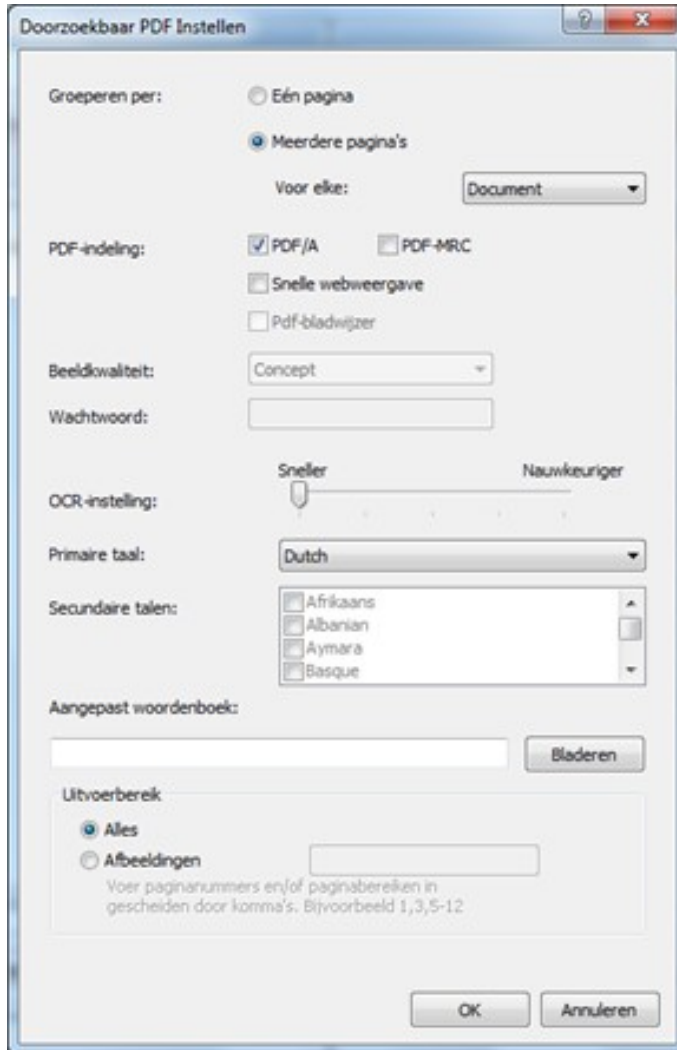 Doorzoekbaar PDF Instellen
Groeperen per:
Eén pagina
Meerdere pagina's
Voor elke:
Document
PDF-indeling:
PDF/A
PDF-MRC
Snelle webweergave
Pdf-bladwijzer
Beeldkwaliteit:
Concept
Wachtwoord:
Sneller
Nauwkeuriger
OCR-instelling:
Primaire taal:
Dutch
Secundaire talen:
Afrikaans
Albanian
Aymara
Basque
Aangepast woordenboek:
Bladeren
Uitvoerbereik
Alles
Afbeeldingen
Voer paginanummers en/of paginabereiken in
gescheiden door komma's. Bijvoorbeeld 1,3,5-12
OK
Annuleren